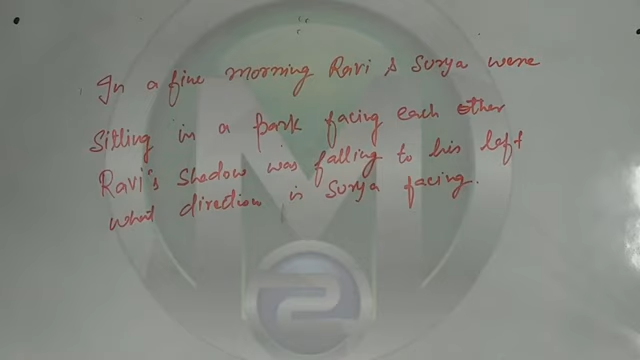 In a fine morning Ravi & Surya were
Sitting in a park facing each other
Ravi's Shadow was falling to his left
what direction is Surya facing.